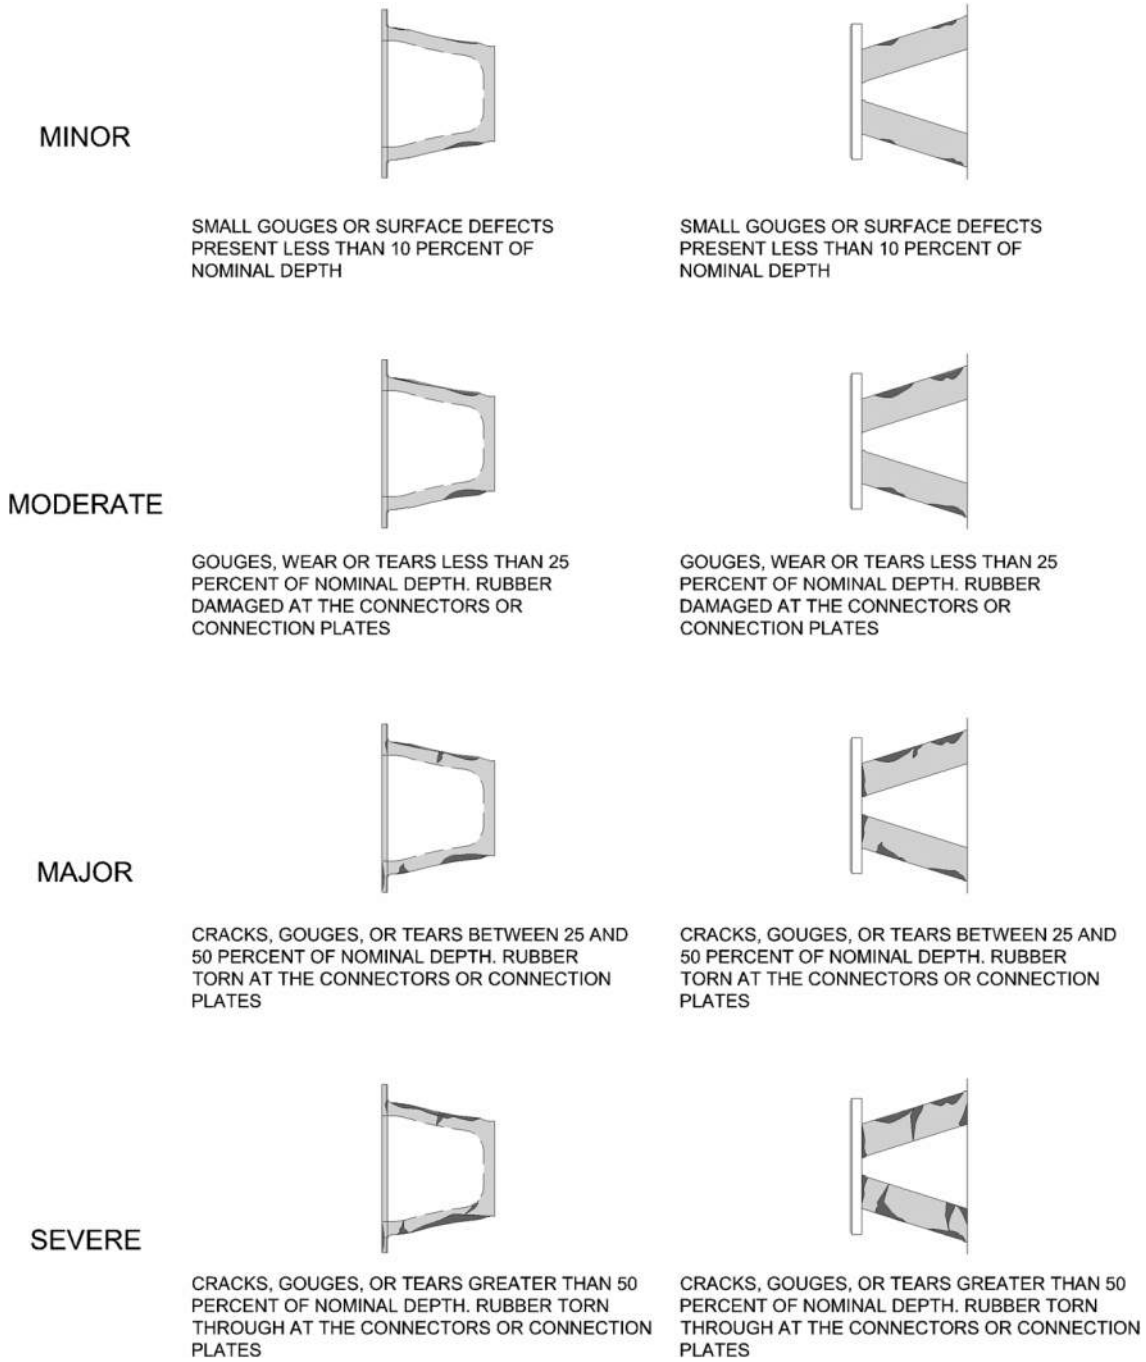 MINOR
SMALL GOUGES OR SURFACE DEFECTS
PRESENT LESS THAN 10 PERCENT OF
NOMINAL DEPTH
SMALL GOUGES OR SURFACE DEFECTS
PRESENT LESS THAN 10 PERCENT OF
NOMINAL DEPTH
MODERATE
GOUGES, WEAR OR TEARS LESS THAN 25
PERCENT OF NOMINAL DEPTH. RUBBER
DAMAGED AT THE CONNECTORS OR
CONNECTION PLATES
GOUGES, WEAR OR TEARS LESS THAN 25
PERCENT OF NOMINAL DEPTH. RUBBER
DAMAGED AT THE CONNECTORS OR
CONNECTION PLATES
MAJOR
CRACKS, GOUGES, OR TEARS BETWEEN 25 AND
50 PERCENT OF NOMINAL DEPTH. RUBBER
TORN AT THE CONNECTORS OR CONNECTION
PLATES
CRACKS, GOUGES, OR TEARS BETWEEN 25 AND
50 PERCENT OF NOMINAL DEPTH. RUBBER
TORN AT THE CONNECTORS OR CONNECTION
PLATES
SEVERE
CRACKS, GOUGES, OR TEARS GREATER THAN 50
PERCENT OF NOMINAL DEPTH. RUBBER TORN
THROUGH AT THE CONNECTORS OR CONNECTION
PLATES
CRACKS, GOUGES, OR TEARS GREATER THAN 50
PERCENT OF NOMINAL DEPTH. RUBBER TORN
THROUGH AT THE CONNECTORS OR CONNECTION
PLATES